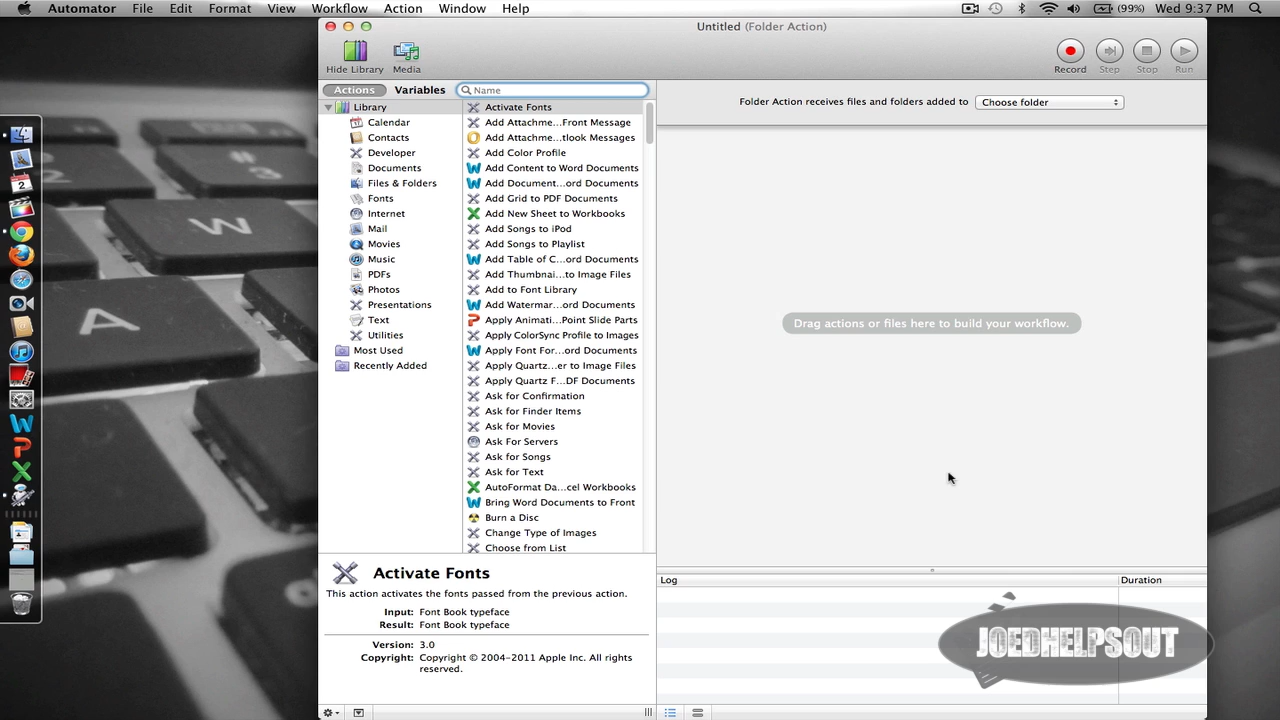 Automator File Edit Format View Workflow Action Window Help (99%) Wed 9:37 PM
Untitled (Folder Action)
Hide Library Media Record Step Stop Run
Actions Variables Name
Folder Action receives files and folders added to Choose folder
Library
Calendar
Contacts
Developer
Documents
Files & Folders
Fonts
Internet
Mail
Movies
Music
PDFs
Photos
Presentations
Text
Utilities
Most Used
Recently Added
Activate Fonts
Add Attachme...Front Message
Add Attachme...tlook Messages
Add Color Profile
Add Content to Word Documents
Add Document...ord Documents
Add Grid to PDF Documents
Add New Sheet to Workbooks
Add Songs to iPod
Add Songs to Playlist
Add Table of C...ord Documents
Add Thumbnai...to Image Files
Add to Font Library
Add Watermar...ord Documents
Apply Animati...Point Slide Parts
Apply ColorSync Profile to Images
Apply Font For...ord Documents
Apply Quartz...er to Image Files
Apply Quartz F...DF Documents
Ask for Confirmation
Ask for Finder Items
Ask for Movies
Ask For Servers
Ask for Songs
Ask for Text
AutoFormat Da...cel Workbooks
Bring Word Documents to Front
Burn a Disc
Change Type of Images
Choose from List
Drag actions or files here to build your workflow.
Activate Fonts
This action activates the fonts passed from the previous action.
Input: Font Book typeface
Result: Font Book typeface
Version: 3.0
Copyright: Copyright © 2004-2011 Apple Inc. All rights
reserved.
Log Duration
JOEDHELPSOUT
W
A